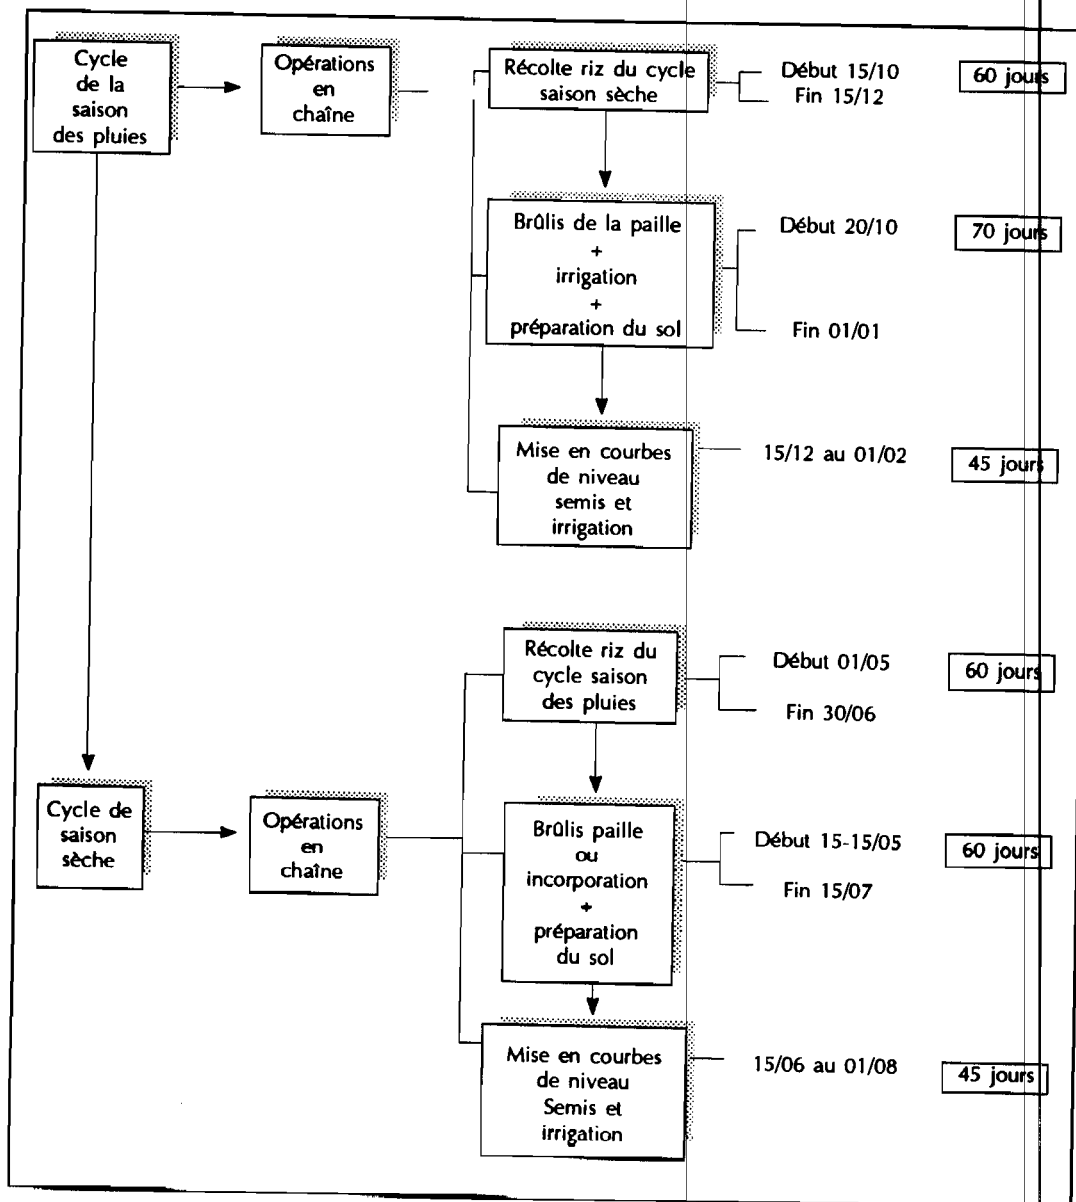 Cycle
de la
saison
des pluies
Opérations
en
chaîne
Récolte riz du cycle
saison sèche
Début 15/10
Fin 15/12
60 jours
Brûlis de la paille
+
irrigation
+
préparation du sol
Début 20/10
Fin 01/01
70 jours
Mise en courbes
de niveau
semis et
irrigation
15/12 au 01/02
45 jours
Récolte riz du
cycle saison
des pluies
Début 01/05
Fin 30/06
60 jours
Cycle de
saison
sèche
Opérations
en
chaîne
Brûlis paille
ou
incorporation
+
préparation
du sol
Début 15-15/05
Fin 15/07
60 jours
Mise en courbes
de niveau
Semis et
irrigation
15/06 au 01/08
45 jours